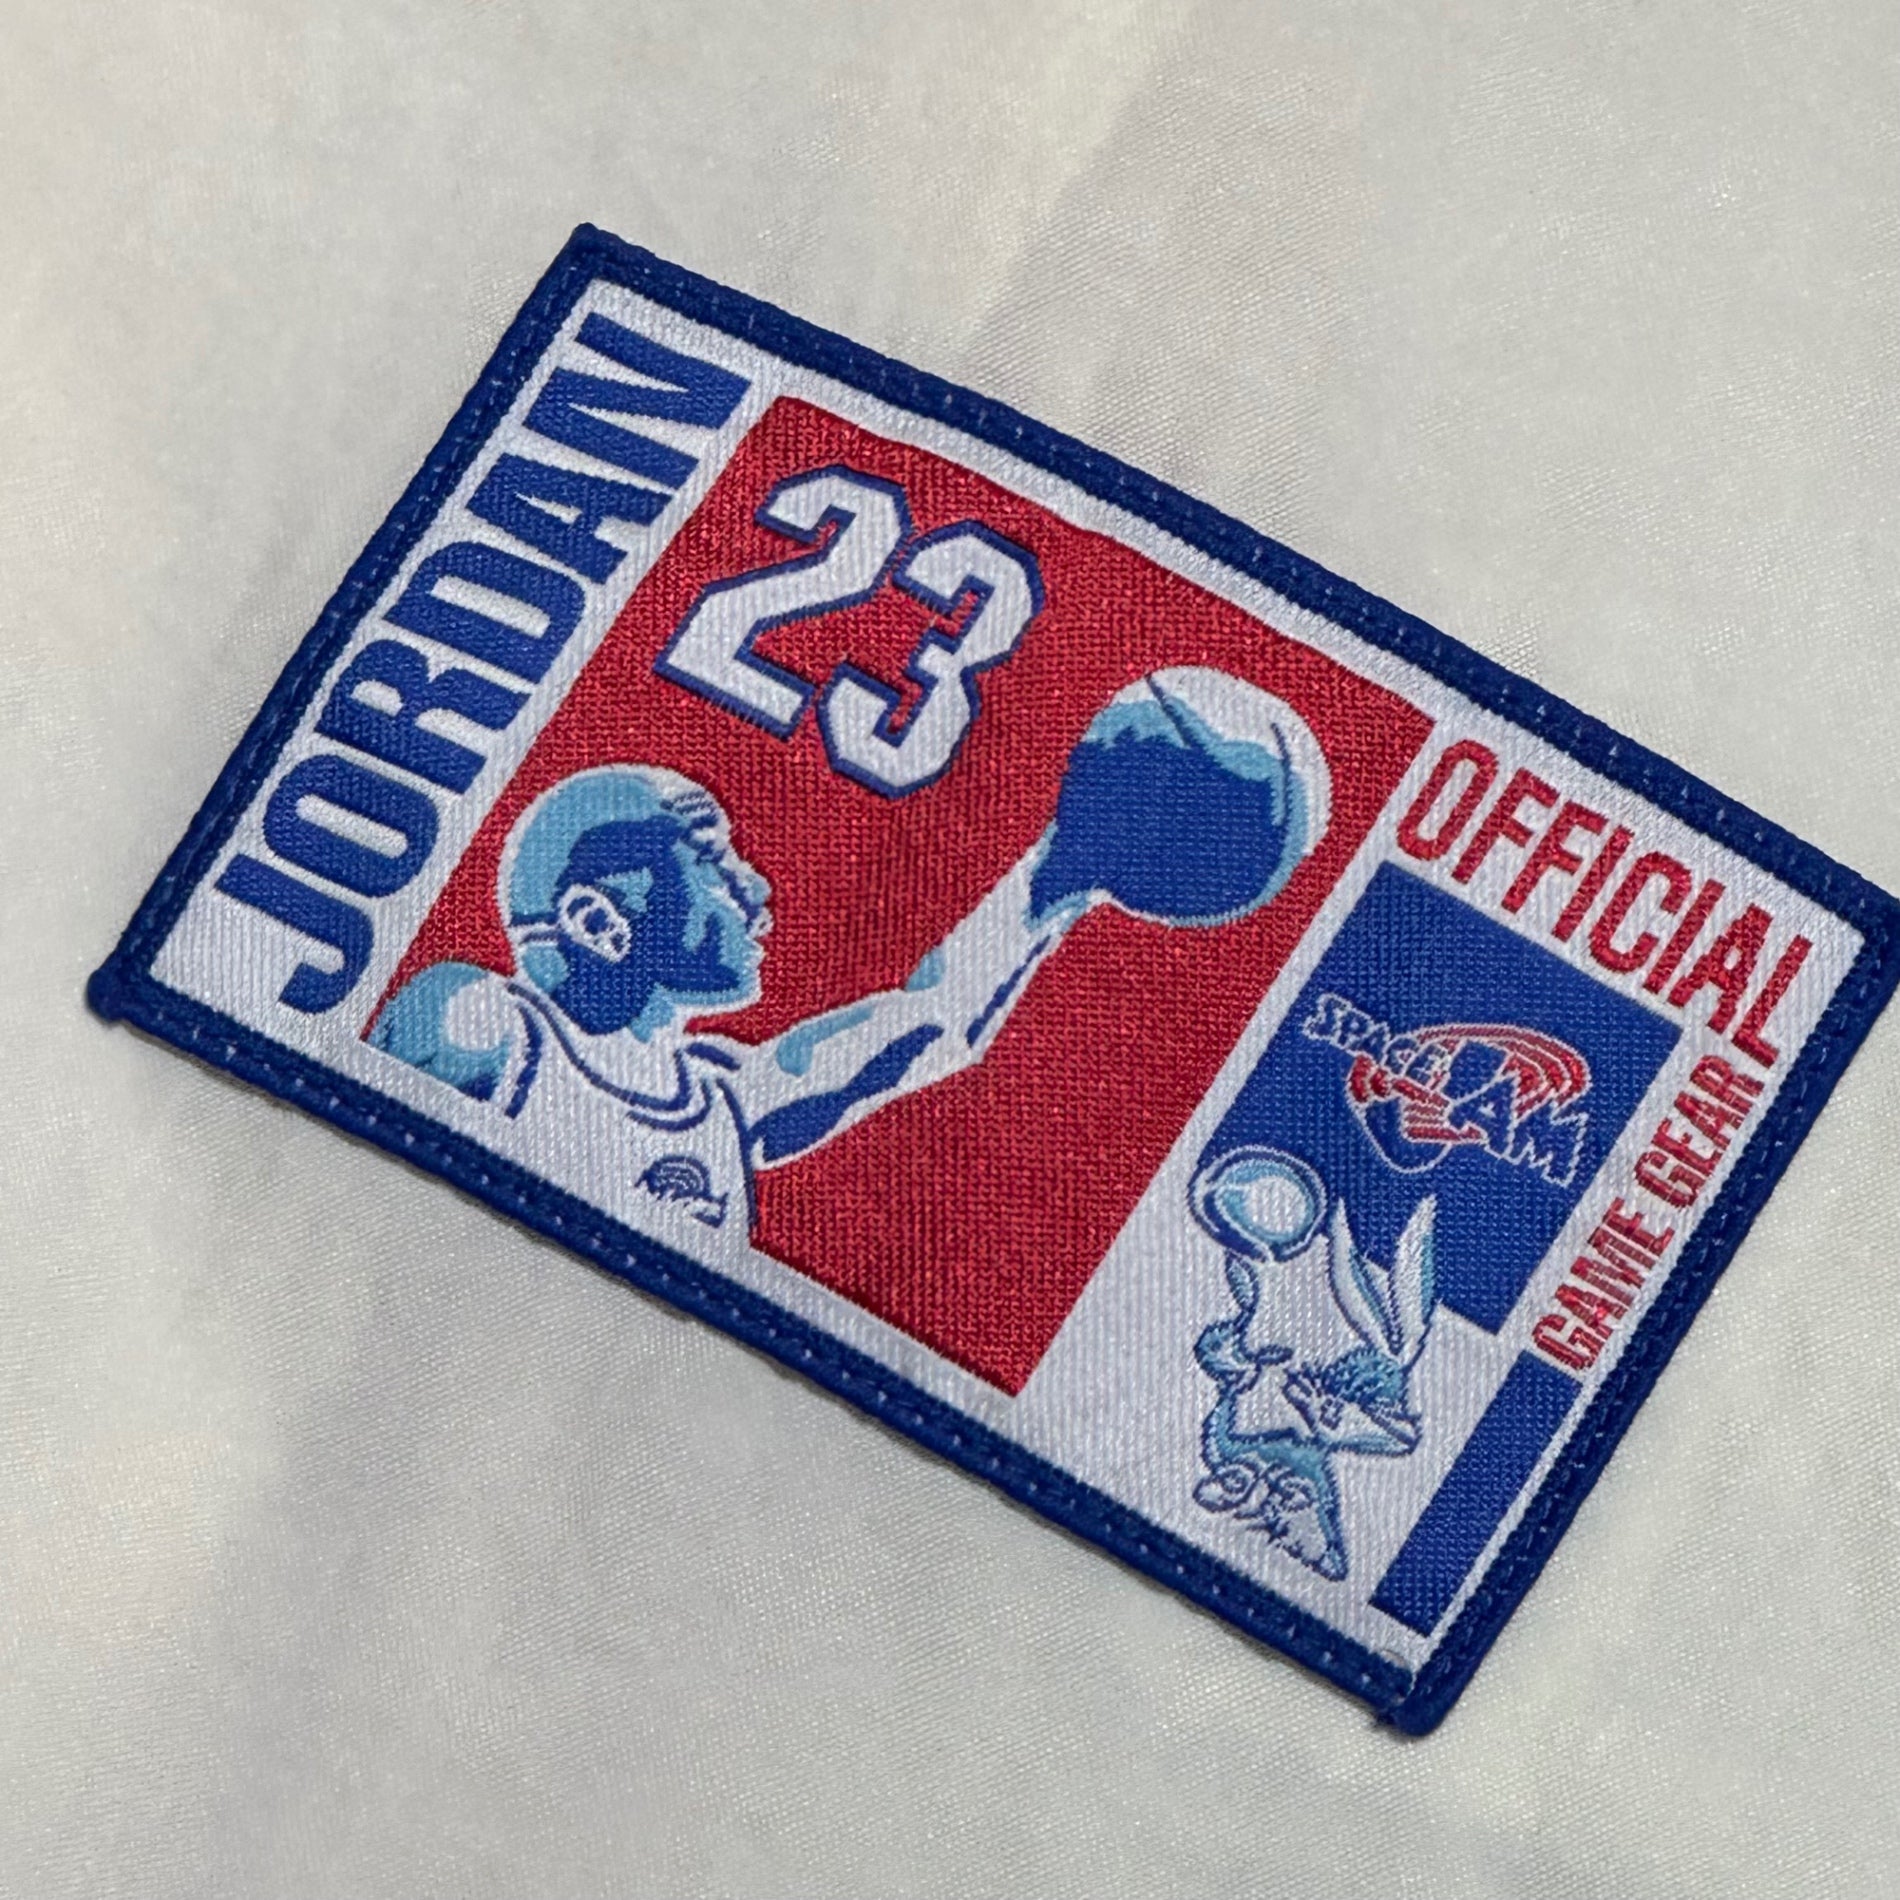 JORDAN
23
OFFICIAL
SPACE JAM
GAME GEAR